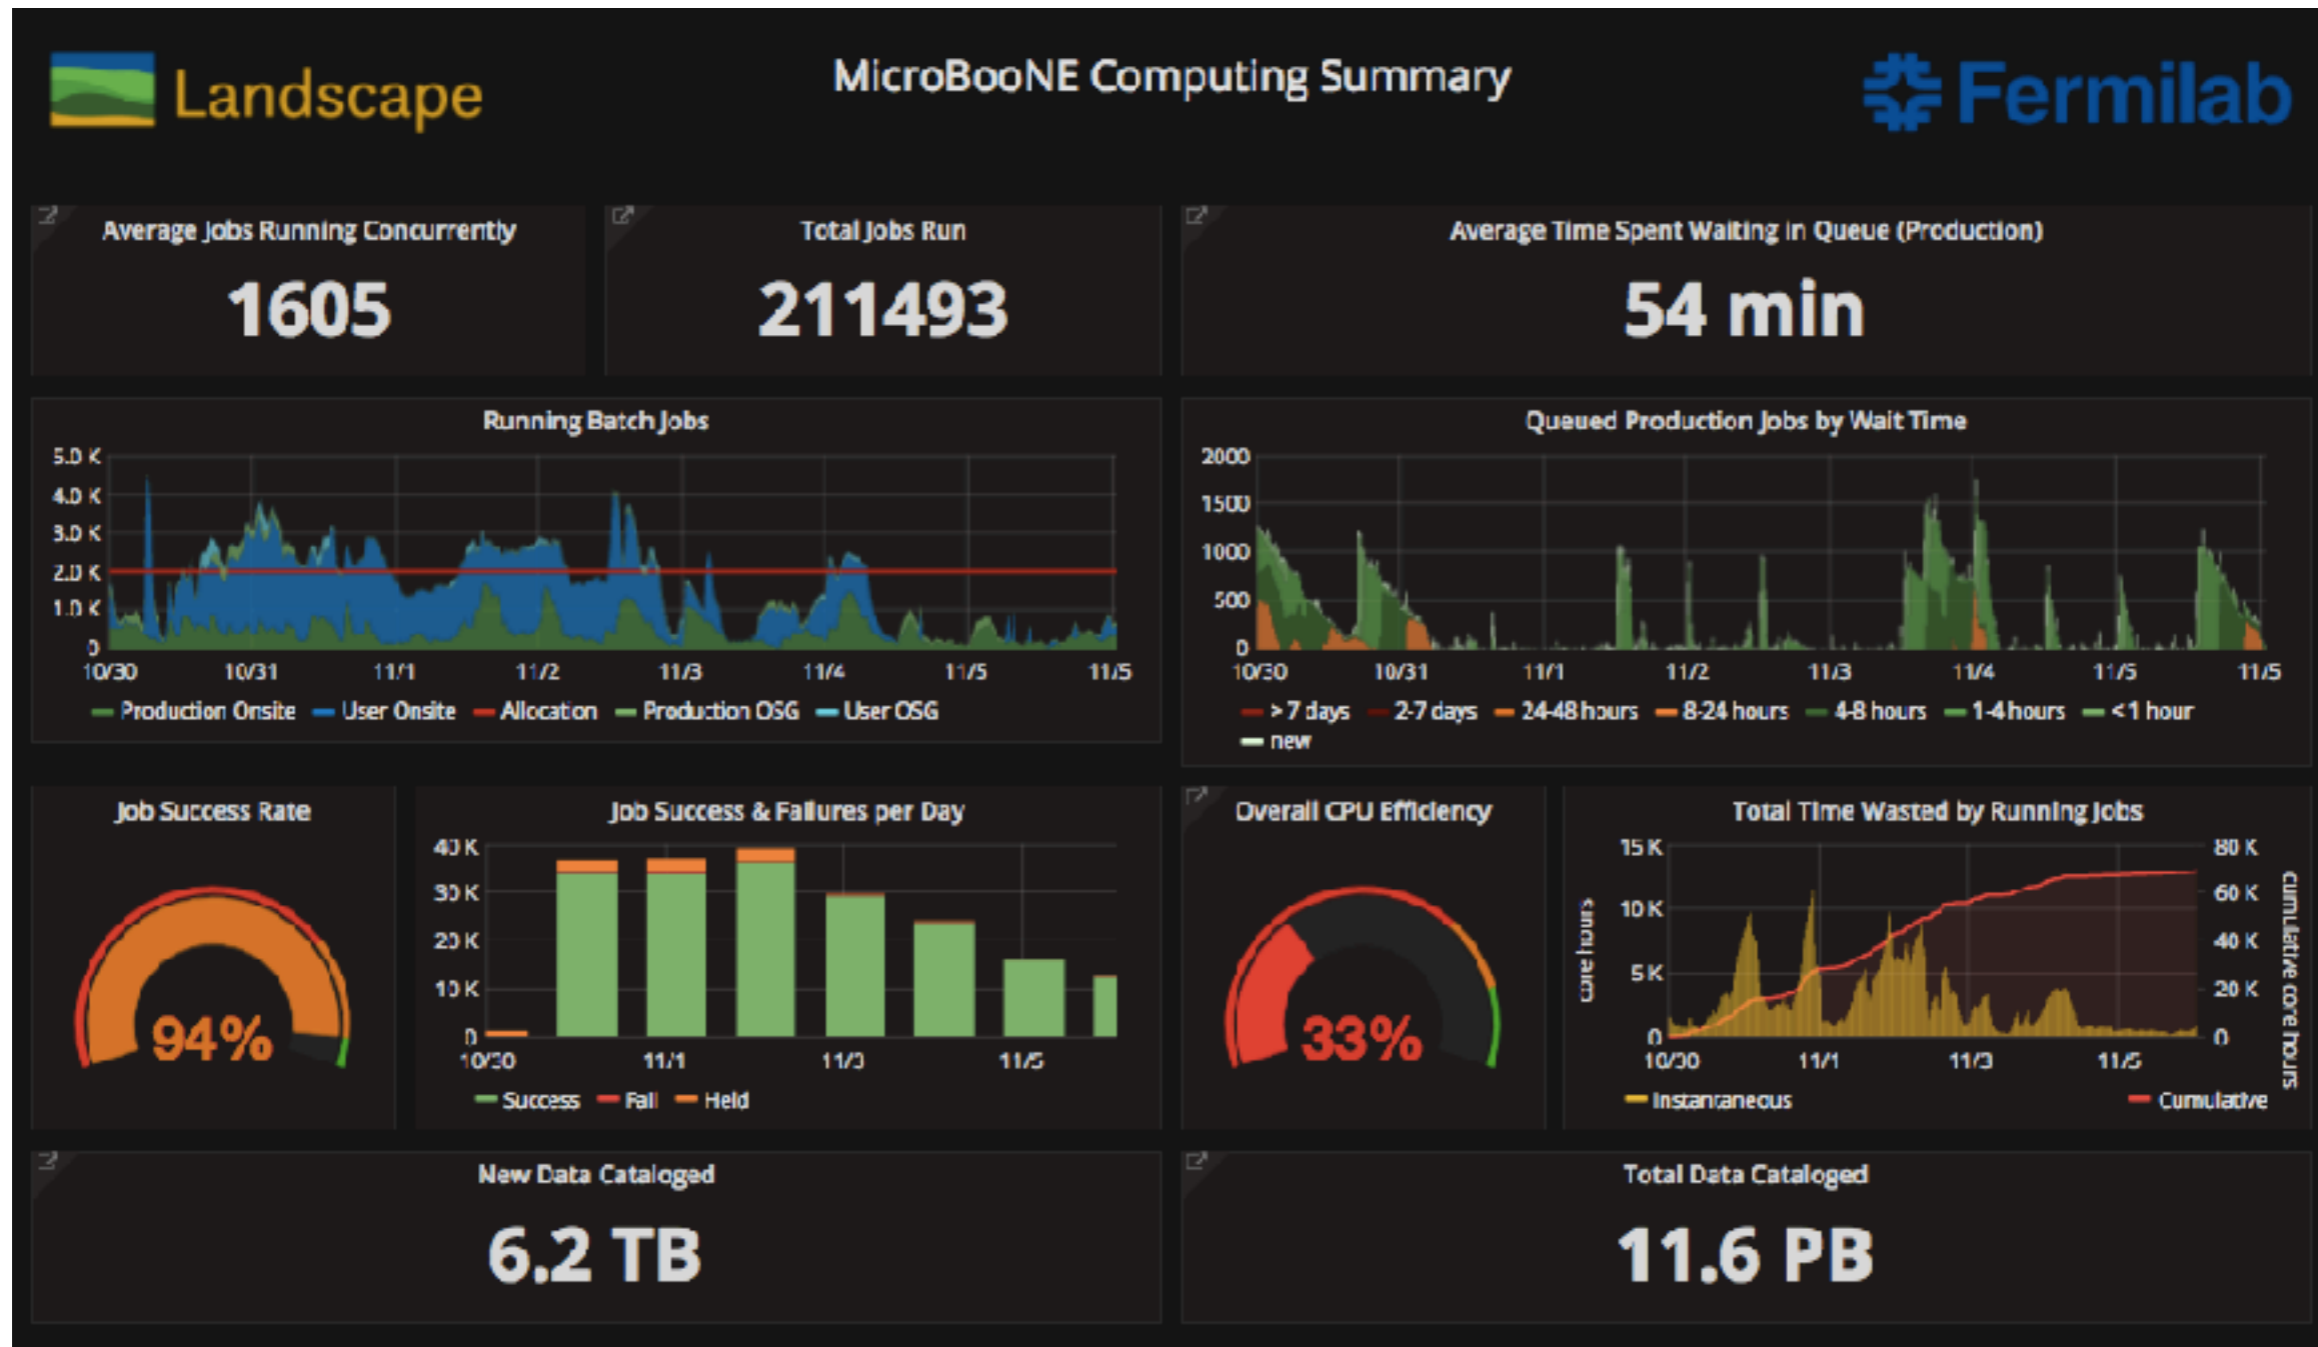 Landscape
MicroBooNE Computing Summary
Fermilab
Average Jobs Running Concurrently
1605
Total Jobs Run
211493
Average Time Spent Waiting in Queue (Production)
54 min
Running Batch Jobs
5.0 K
4.0 K
3.0 K
2.0 K
1.0 K
0
10/30 10/31 11/1 11/2 11/3 11/4 11/5 11/5
Production Onsite User Onsite Allocation Production OSG User OSG
Queued Production Jobs by Wait Time
2000
1500
1000
500
0
10/30 10/31 11/1 11/2 11/3 11/4 11/5 11/5
> 7 days 2-7 days 24-48 hours 8-24 hours 4-8 hours 1-4 hours < 1 hour
new
Job Success Rate
94%
Job Success & Failures per Day
40 K
30 K
20 K
10 K
0
10/30 11/1 11/3 11/5
Success Fail Held
Overall CPU Efficiency
33%
Total Time Wasted by Running Jobs
15 K
10 K
5 K
0
core hours
80 K
60 K
40 K
20 K
0
cumulative core hours
10/30 11/1 11/3 11/5
Instantaneous Cumulative
New Data Cataloged
6.2 TB
Total Data Cataloged
11.6 PB